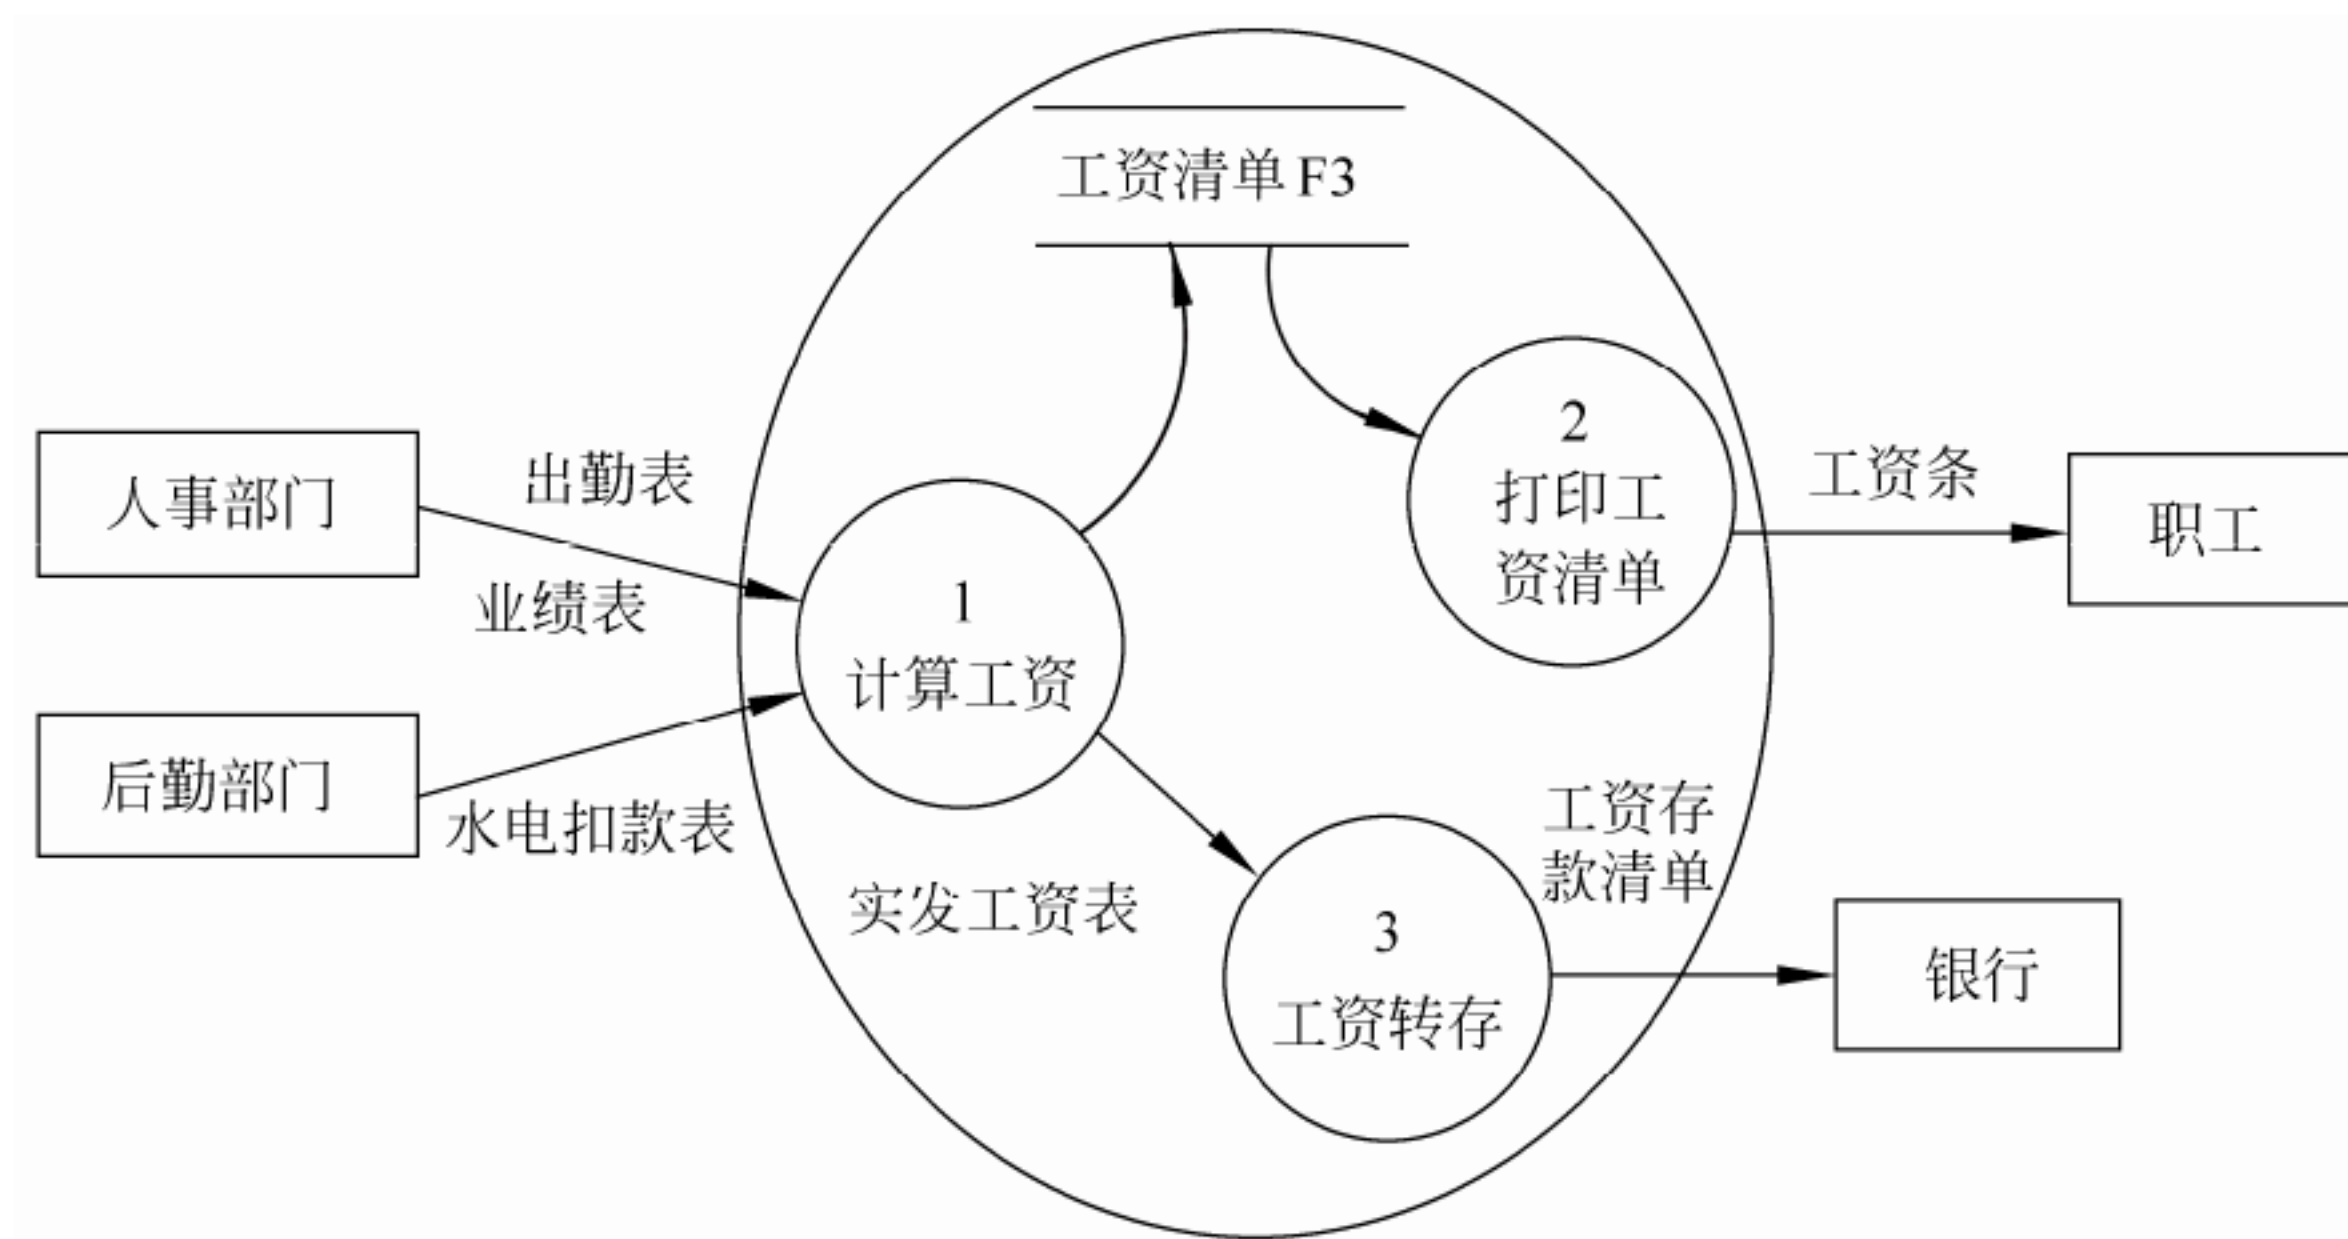 工资清单F3
人事部门
出勤表
业绩表
后勤部门
水电扣款表
1
计算工资
2
打印工
资清单
工资条
职工
实发工资表
3
工资转存
工资存
款清单
银行